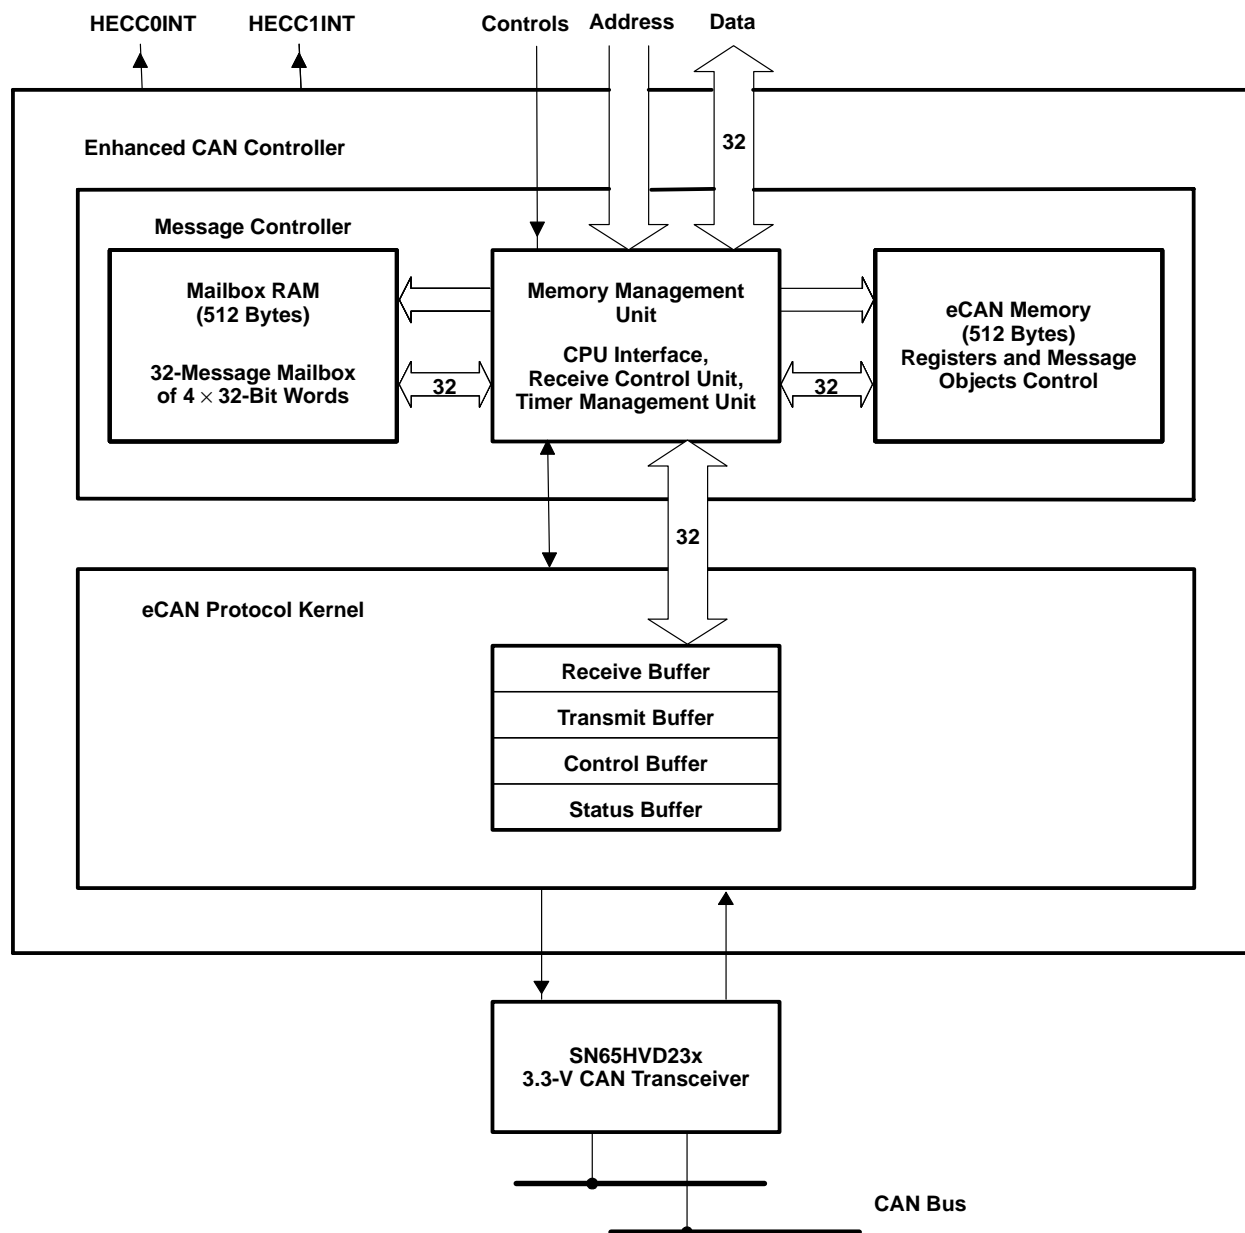 HECC0INT
HECC1INT
Controls
Address
Data
32
Enhanced CAN Controller
Message Controller
Mailbox RAM
(512 Bytes)
32-Message Mailbox
of 4 × 32-Bit Words
32
Memory Management
Unit
CPU Interface,
Receive Control Unit,
Timer Management Unit
32
eCAN Memory
(512 Bytes)
Registers and Message
Objects Control
32
eCAN Protocol Kernel
Receive Buffer
Transmit Buffer
Control Buffer
Status Buffer
SN65HVD23x
3.3-V CAN Transceiver
CAN Bus